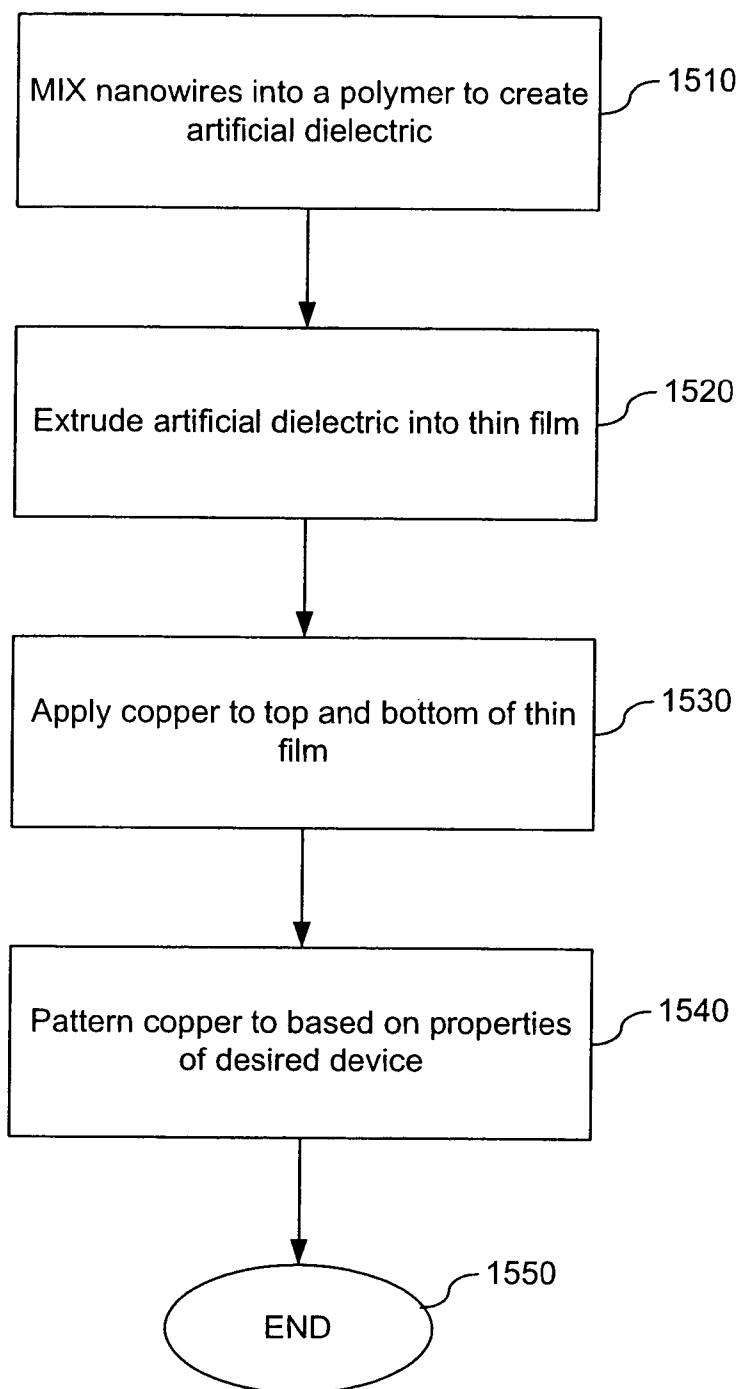 MIX nanowires into a polymer to create
artificial dielectric
1510
Extrude artificial dielectric into thin film
1520
Apply copper to top and bottom of thin
film
1530
Pattern copper to based on properties
of desired device
1540
END
1550